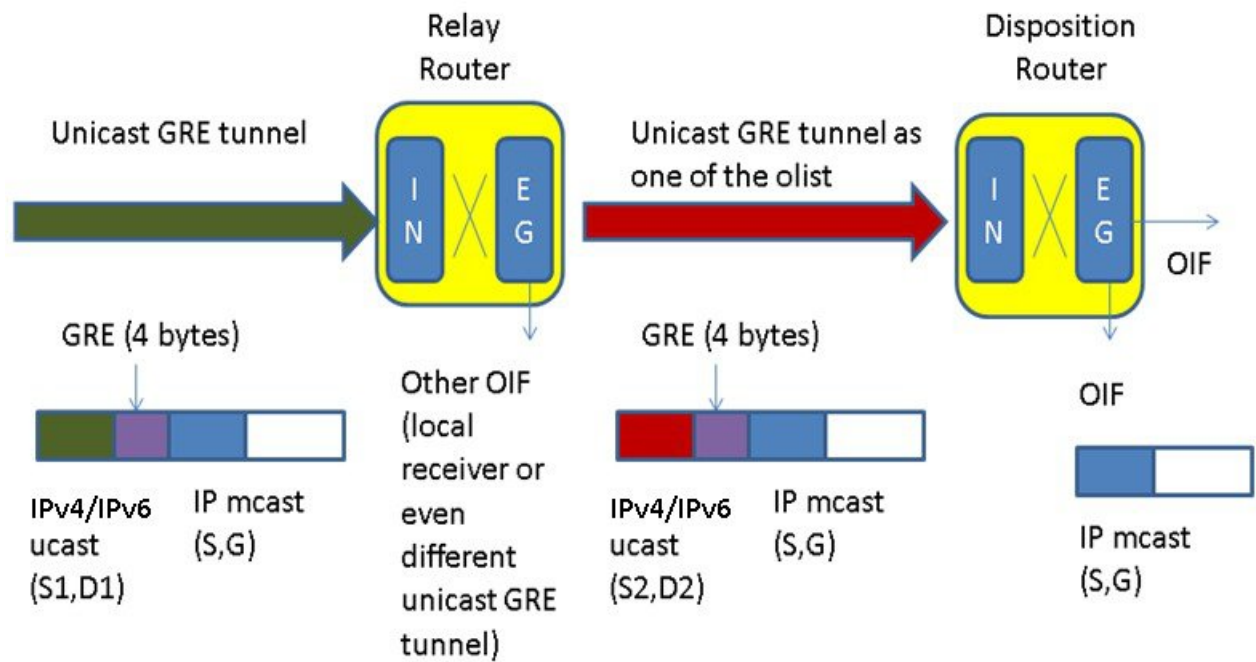 Relay
Router
Disposition
Router
Unicast GRE tunnel
Unicast GRE tunnel as
one of the olist
I
N
E
G
I
N
E
G
OIF
GRE (4 bytes)
GRE (4 bytes)
Other OIF
(local
receiver or
even
different
unicast GRE
tunnel)
OIF
IPv4/IPv6
ucast
(S1,D1)
IP mcast
(S,G)
IPv4/IPv6
ucast
(S2,D2)
IP mcast
(S,G)
IP mcast
(S,G)